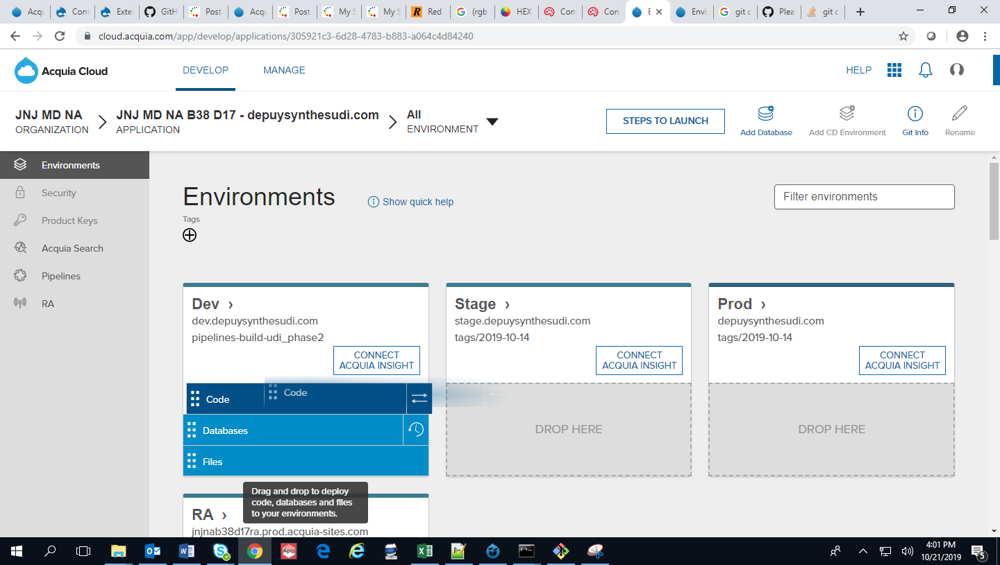 Acqu
Cont
Exter
GitH
Post
Acqu
Post
My S
My S
Red
(rgb
HEX
Con
Con
E
Envi
git c
Plea
git c
cloud.acquia.com/app/develop/applications/305921c3-6d28-4783-b883-a064c4d84240
Acquia Cloud
DEVELOP
MANAGE
HELP
JNJ MD NA
ORGANIZATION
JNJ MD NA B38 D17 - depuysynthesudi.com
APPLICATION
All
ENVIRONMENT
STEPS TO LAUNCH
Add Database
Add CD Environment
Git Info
Rename
Environments
Security
Product Keys
Acquia Search
Pipelines
RA
Environments
Show quick help
Filter environments
Tags
Dev ›
dev.depuysynthesudi.com
pipelines-build-udi_phase2
CONNECT
ACQUIA INSIGHT
Code
Code
Databases
Files
Stage ›
stage.depuysynthesudi.com
tags/2019-10-14
CONNECT
ACQUIA INSIGHT
DROP HERE
Prod ›
depuysynthesudi.com
tags/2019-10-14
CONNECT
ACQUIA INSIGHT
DROP HERE
Drag and drop to deploy
code, databases and files
to your environments.
RA ›
jnjnab38d17ra.prod.acquia-sites.com
App
4:01 PM
10/21/2019
5